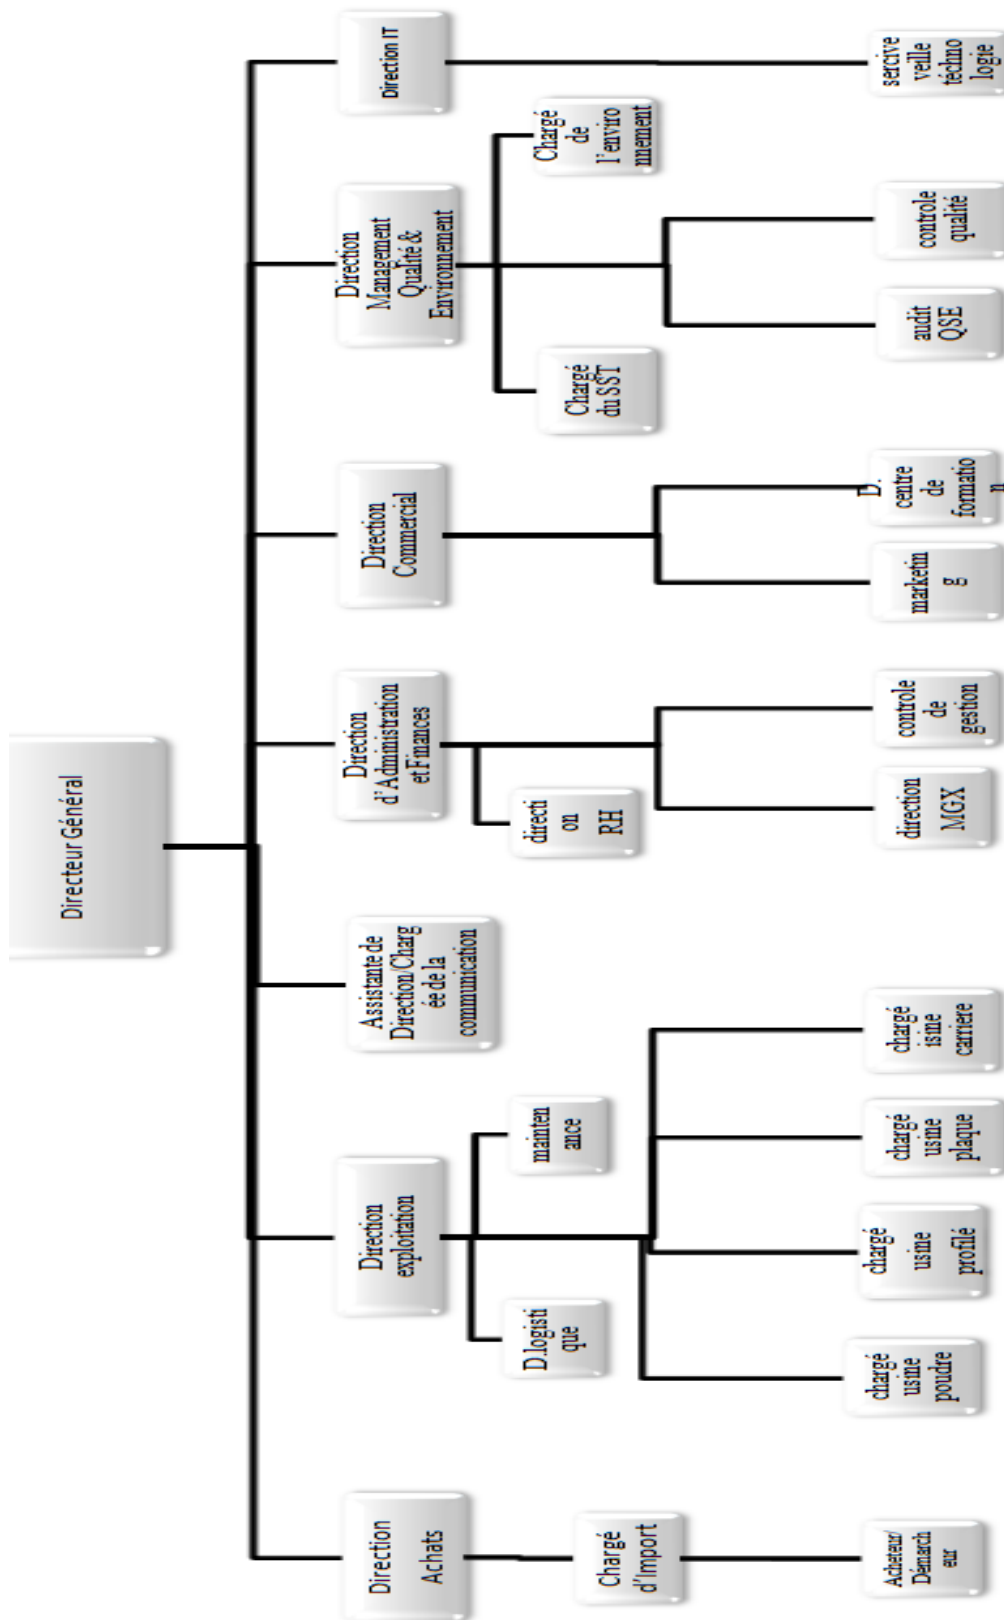 Directeur Général
Direction
Achats
Direction
exploitation
Assistante de
Direction/Charg
ée de la
communication
Direction
d'Administration
et Finances
Direction
Commercial
Direction
Management
Qualité &
Environnement
Direction IT
Chargé
d'Import
D.logisti
que
mainten
ance
directi
on
RH
Chargé
du SST
Chargé
de
l'enviro
nnement
Acheteur/
Démarch
eur
chargé
usine
poudre
chargé
usine
profilé
chargé
usine
plaque
chargé
isine
carriere
direction
MGX
controle
de
gestion
marketin
g
D.
centre
de
formatio
n
audit
QSE
controle
qualité
sercive
veille
téchno
logie